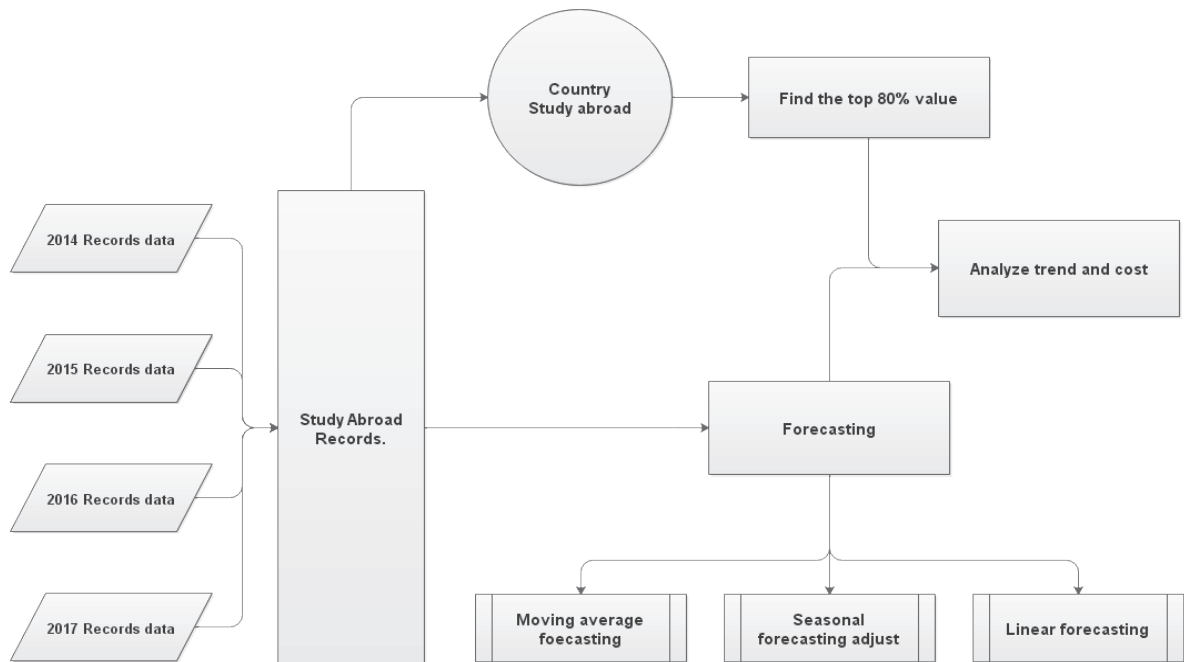 Country
Study abroad
Find the top 80% value
2014 Records data
Analyze trend and cost
2015 Records data
Study Abroad
Records.
Forecasting
2016 Records data
2017 Records data
Moving average
foecasting
Seasonal
forecasting adjust
Linear forecasting